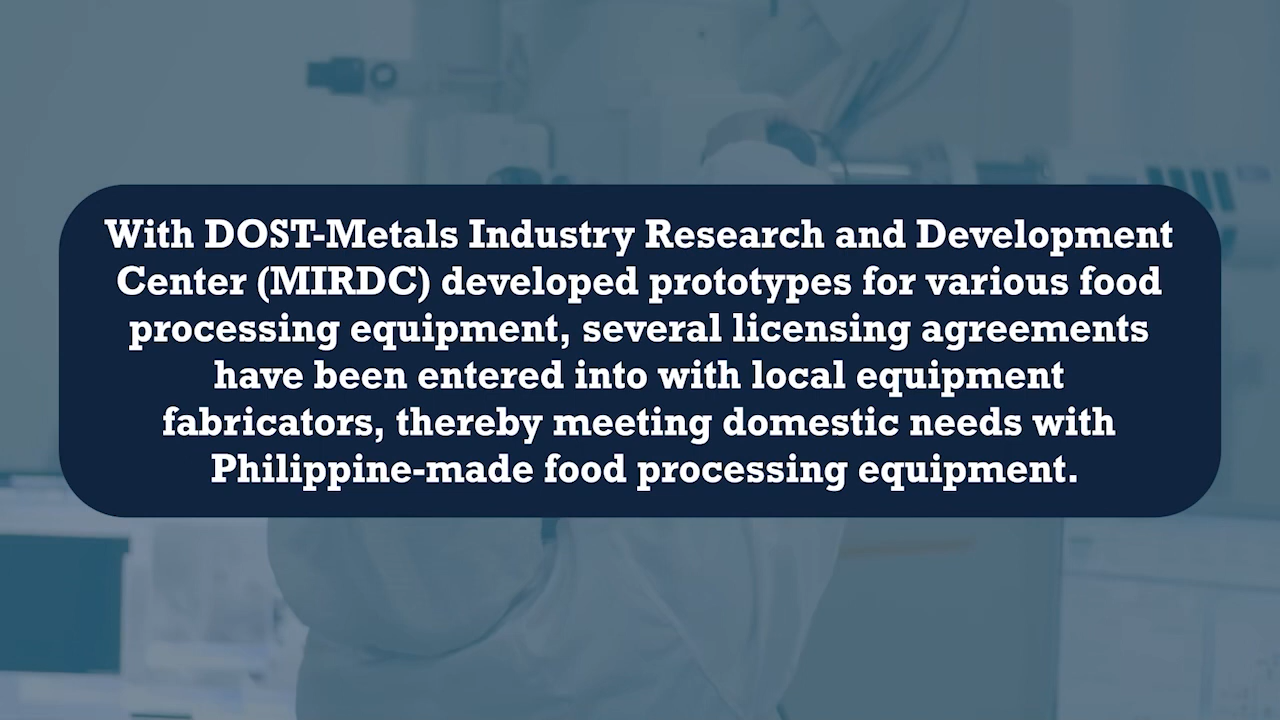 With DOST-Metals Industry Research and Development
Center (MIRDC) developed prototypes for various food
processing equipment, several licensing agreements
have been entered into with local equipment
fabricators, thereby meeting domestic needs with
Philippine-made food processing equipment.